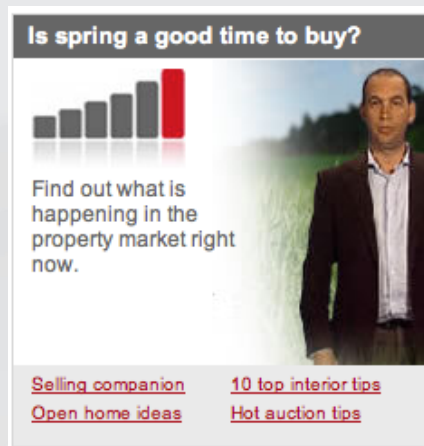 Is spring a good time to buy?
Find out what is
happening in the
property market right
now.
Selling companion 10 top interior tips
Open home ideas Hot auction tips